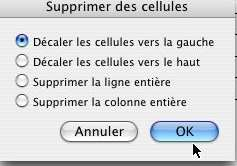 Supprimer des cellules
Décaler les cellules vers la gauche
Décaler les cellules vers le haut
Supprimer la ligne entière
Supprimer la colonne entière
Annuler
OK